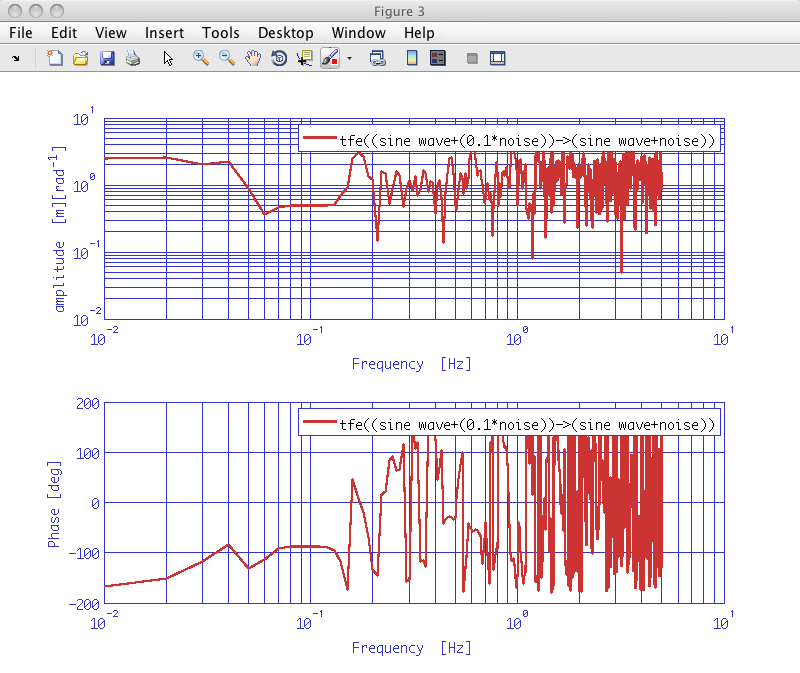 Figure 3
File Edit View Insert Tools Desktop Window Help
10^1
10^0
10^-1
10^-2
amplitude [m][rad^-1]
tfe((sine wave+(0.1*noise))->(sine wave+noise))
10^-2 10^-1 10^0 10^1
Frequency [Hz]
200
100
0
-100
-200
Phase [deg]
tfe((sine wave+(0.1*noise))->(sine wave+noise))
10^-2 10^-1 10^0 10^1
Frequency [Hz]